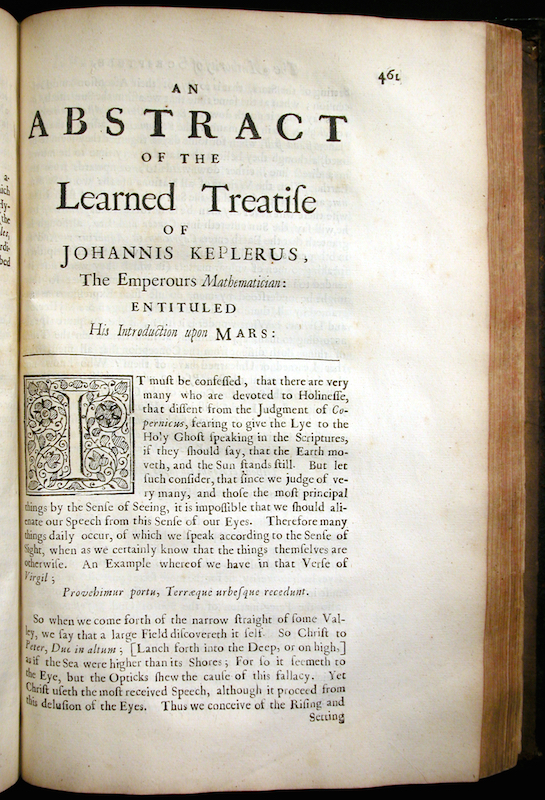 461
AN
ABSTRACT
OF THE
Learned Treatiſe
OF
JOHANNIS KEPLERUS,
The Emperours Mathematician:
ENTITULED
His Introduction upon MARS:
IT muſt be confeſſed, that there are very
many who are devoted to Holineſſe,
that diſſent from the Judgment of Co-
pernicus, fearing to give the Lye to the
Holy Ghoſt ſpeaking in the Scriptures,
if they ſhould ſay, that the Earth mo-
veth, and the Sun ſtands ſtill. But let
ſuch conſider, that ſince we judge of ve-
ry many, and thoſe the moſt principal
things by the Senſe of Seeing, it is impoſſible that we ſhould ali-
enate our Speech from this Senſe of our Eyes. Therefore many
things daily occur, of which we ſpeak according to the Senſe of
Sight, when as we certainly know that the things themſelves are
otherwiſe. An Example whereof we have in that Verſe of
Virgil;
Provehimur portu, Terræque urbeſque recedunt.
So when we come forth of the narrow ſtraight of ſome Val-
ley, we ſay that a large Field diſcovereth it ſelf. So Chriſt to
Peter, Duc in altum; [Lanch forth into the Deep, or on high,]
as if the Sea were higher than its Shores; For ſo it ſeemeth to
the Eye, but the Opticks ſhew the cauſe of this fallacy. Yet
Chriſt uſeth the moſt received Speech, although it proceed from
this deluſion of the Eyes. Thus we conceive of the Riſing and
Setting